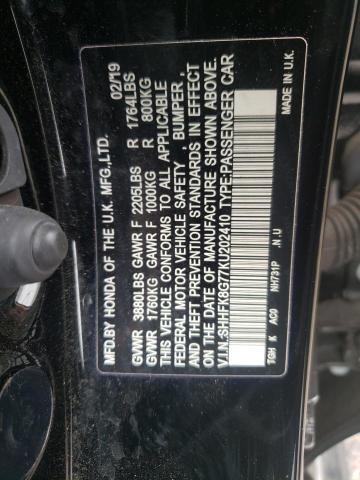 MFD.BY HONDA OF THE U.K. MFG.,LTD. 02/19
GVWR 3880LBS GAWR F 2205LBS R 1764LBS
GVWR 1760KG GAWR F 1000KG R 800KG
THIS VEHICLE CONFORMS TO ALL APPLICABLE
FEDERAL MOTOR VEHICLE SAFETY , BUMPER ,
AND THEFT PREVENTION STANDARDS IN EFFECT
ON THE DATE OF MANUFACTURE SHOWN ABOVE.
V.I.N.:SHHFK8G77KU202410 TYPE:PASSENGER CAR
TGH K AC0 NH731P .N U MADE IN U.K.